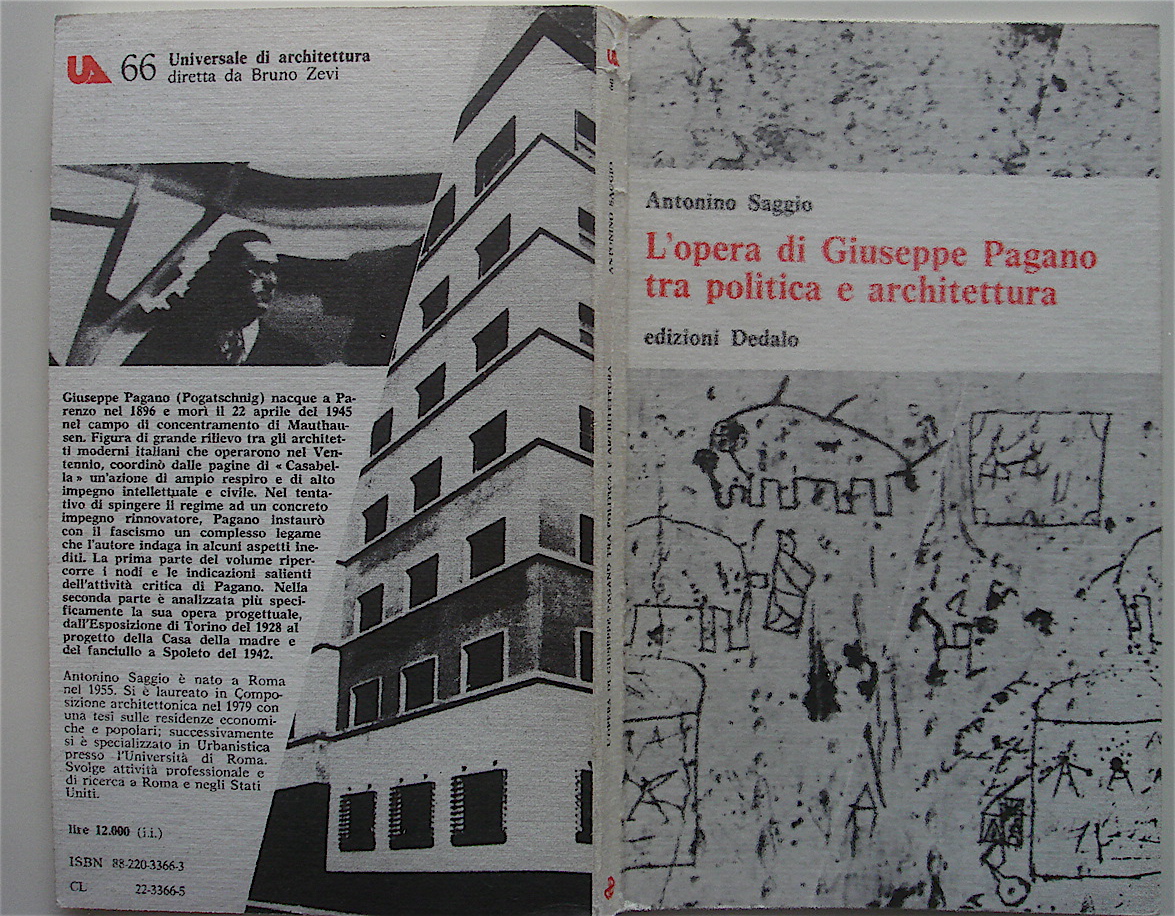 UA 66 Universale di architettura
diretta da Bruno Zevi
Giuseppe Pagano (Pogatschnig) nacque a Pa-
renzo nel 1896 e morì il 22 aprile del 1945
nel campo di concentramento di Mauthau-
sen. Figura di grande rilievo tra gli architet-
ti moderni italiani che operarono nel Ven-
tennio, coordinò dalle pagine di « Casabel-
la » un'azione di ampio respiro e di alto
impegno intellettuale e civile. Nel tenta-
tivo di spingere il regime ad un concreto
impegno rinnovatore, Pagano instaurò
con il fascismo un complesso legame
che l'autore indaga in alcuni aspetti ine-
diti. La prima parte del volume riper-
corre i nodi e le indicazioni salienti
dell'attività critica di Pagano. Nella
seconda parte è analizzata più speci-
ficamente la sua opera progettuale,
dall'Esposizione di Torino del 1928 al
progetto della Casa della madre e
del fanciullo a Spoleto del 1942.
Antonino Saggio è nato a Roma
nel 1955. Si è laureato in Compo-
sizione architettonica nel 1979 con
una tesi sulle residenze economi-
che e popolari; successivamente
si è specializzato in Urbanistica
presso l'Università di Roma.
Svolge attività professionale e
di ricerca a Roma e negli Stati
Uniti.
lire 12.000 (i.i.)
ISBN 88-220-3366-3
CL 22-3366-5
UA
66
ANTONINO SAGGIO
L'OPERA DI GIUSEPPE PAGANO TRA POLITICA E ARCHITETTURA
Antonino Saggio
L'opera di Giuseppe Pagano
tra politica e architettura
edizioni Dedalo